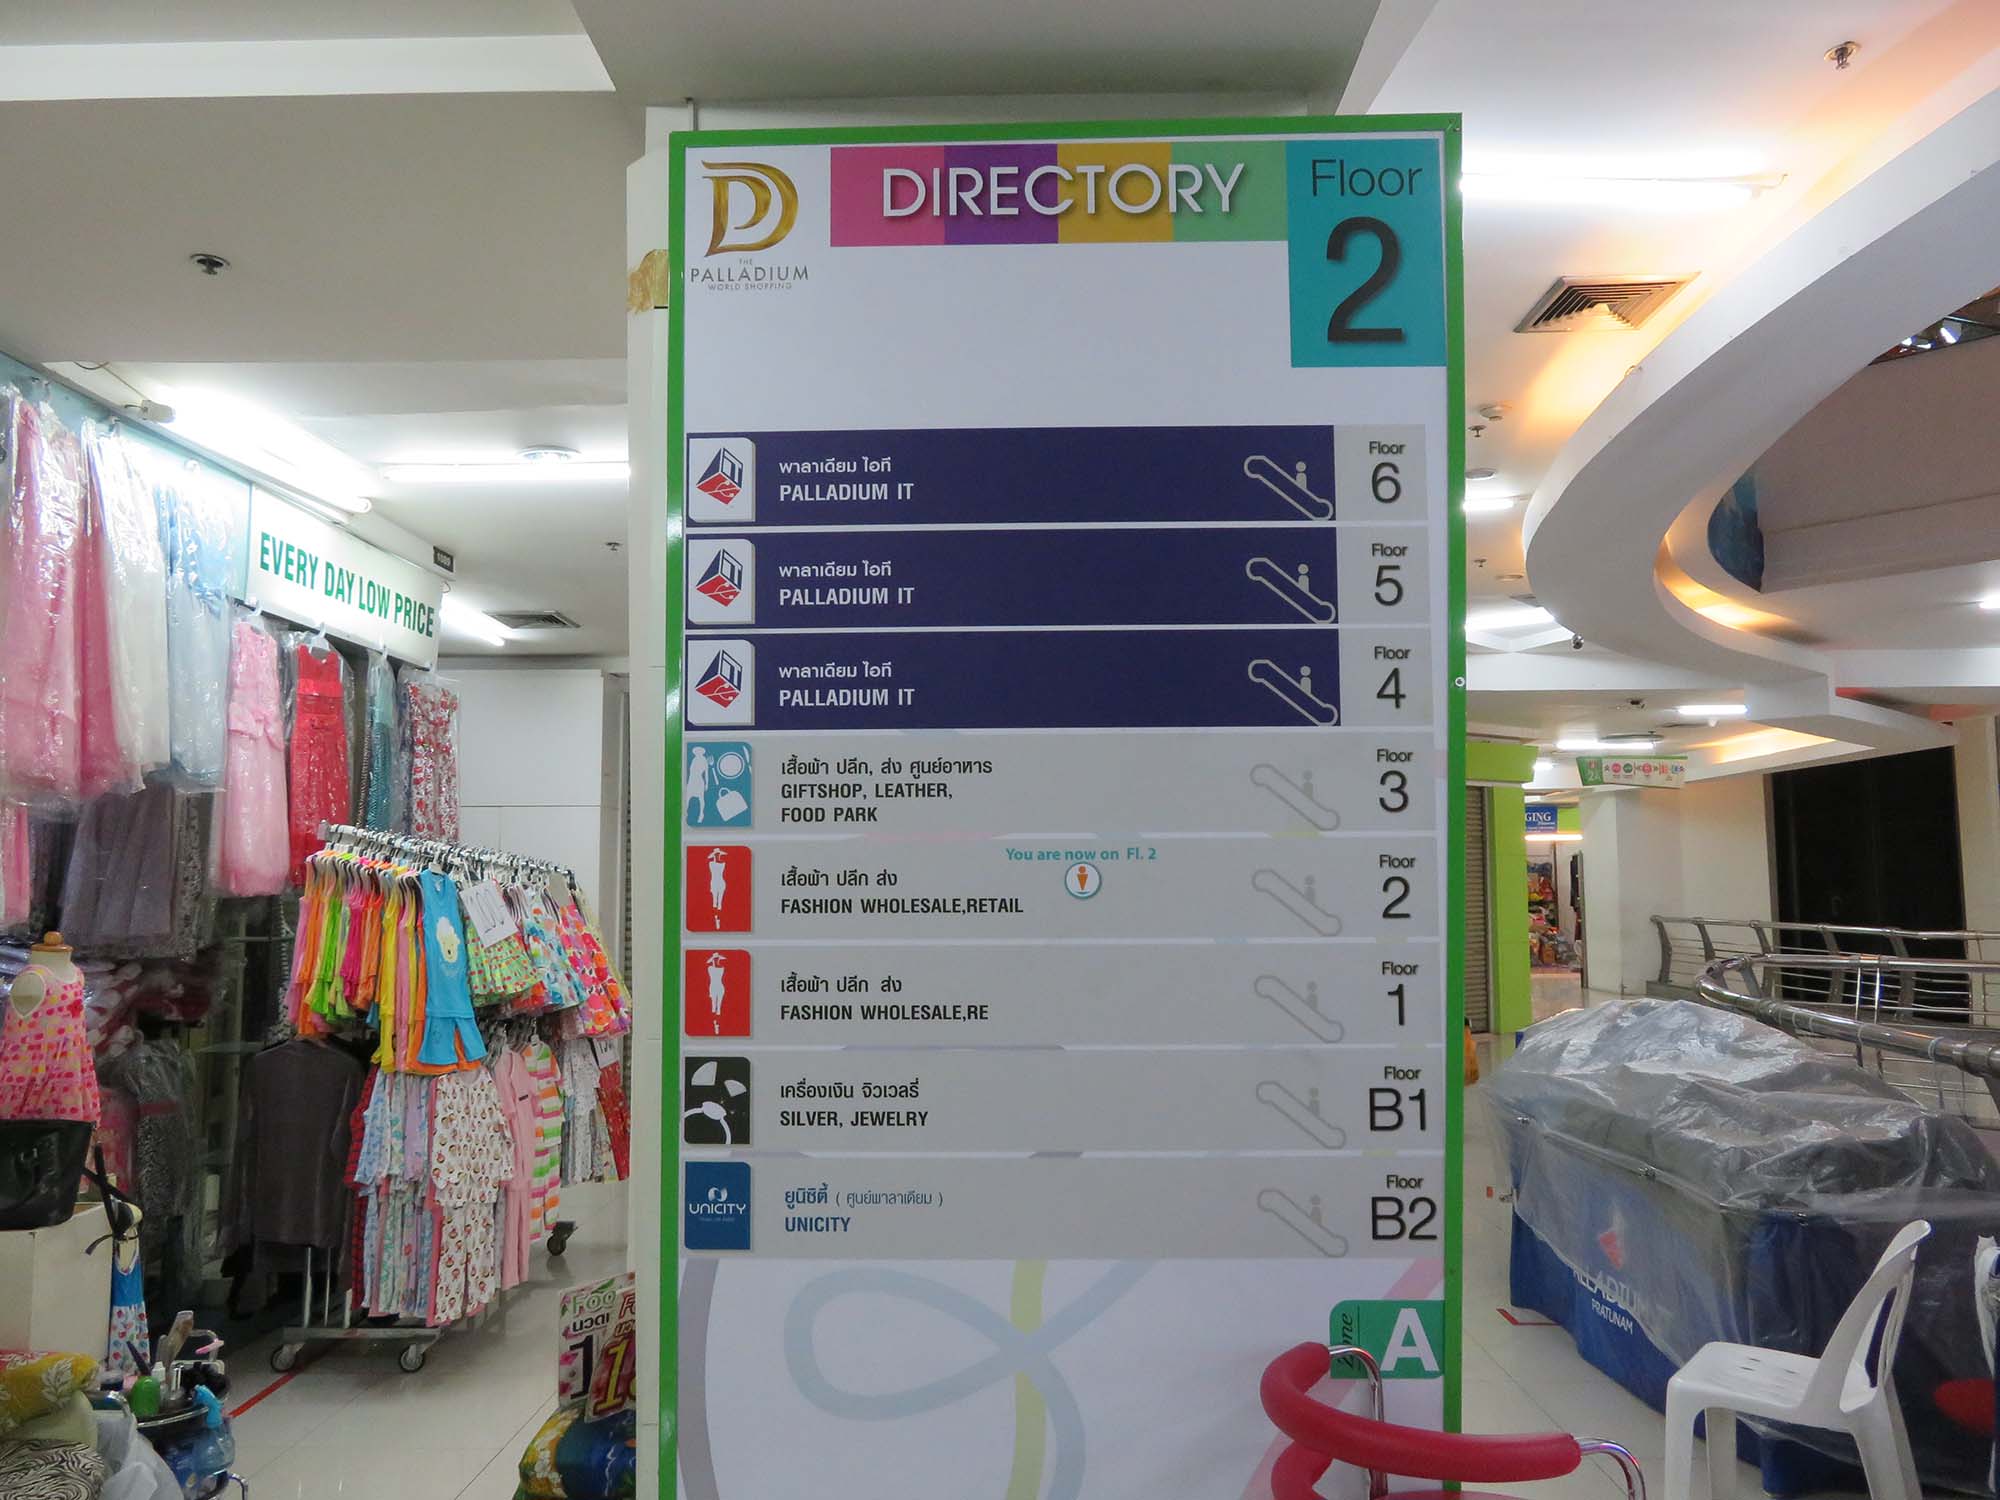 THE
PALLADIUM
WORLD SHOPPING
DIRECTORY
Floor
2
พาลาเดียม ไอที
PALLADIUM IT
Floor
6
พาลาเดียม ไอที
PALLADIUM IT
Floor
5
พาลาเดียม ไอที
PALLADIUM IT
Floor
4
เสื้อผ้า ปลีก, ส่ง ศูนย์อาหาร
GIFTSHOP, LEATHER,
FOOD PARK
Floor
3
You are now on Fl. 2
เสื้อผ้า ปลีก ส่ง
FASHION WHOLESALE,RETAIL
Floor
2
เสื้อผ้า ปลีก ส่ง
FASHION WHOLESALE,RE
Floor
1
เครื่องเงิน จิวเวลรี่
SILVER, JEWELRY
Floor
B1
UNICITY
ยูนิซิตี้ ( ศูนย์พาลาเดียม )
UNICITY
Floor
B2
A
EVERY DAY LOW PRICE
GING
PRATUNAM